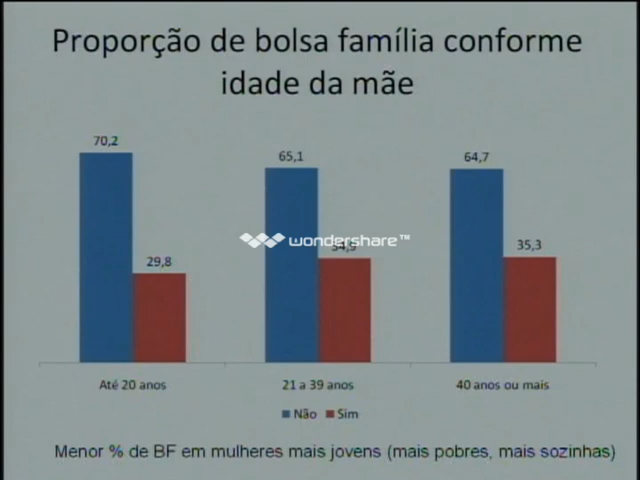 Proporção de bolsa família conforme
idade da mãe
70,2
65,1
64,7
wondershare™
29,8
35,3
Até 20 anos
21 a 39 anos
40 anos ou mais
Não
Sim
Menor % de BF em mulheres mais jovens (mais pobres, mais sozinhas)